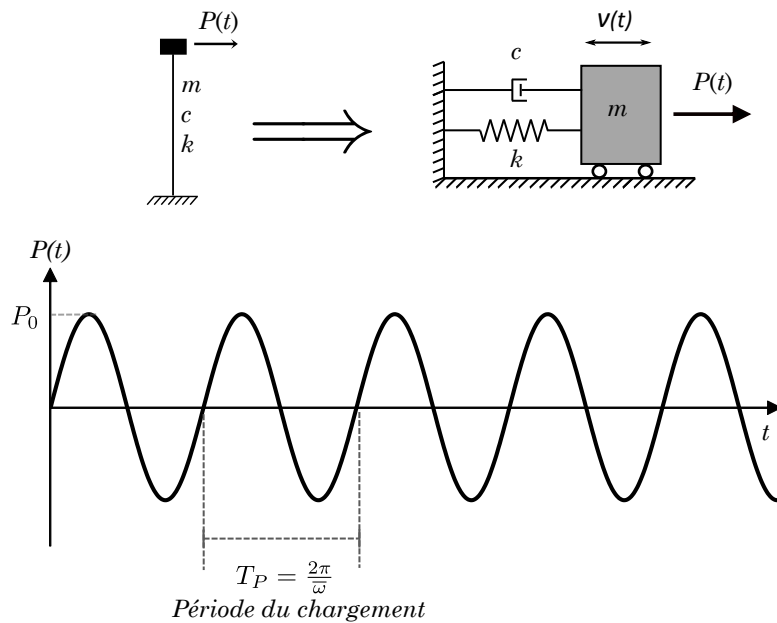 P(t)
m
c
k
v(t)
c
m
P(t)
k
P(t)
P₀
t
T_P = 2π/ω̅
Période du chargement